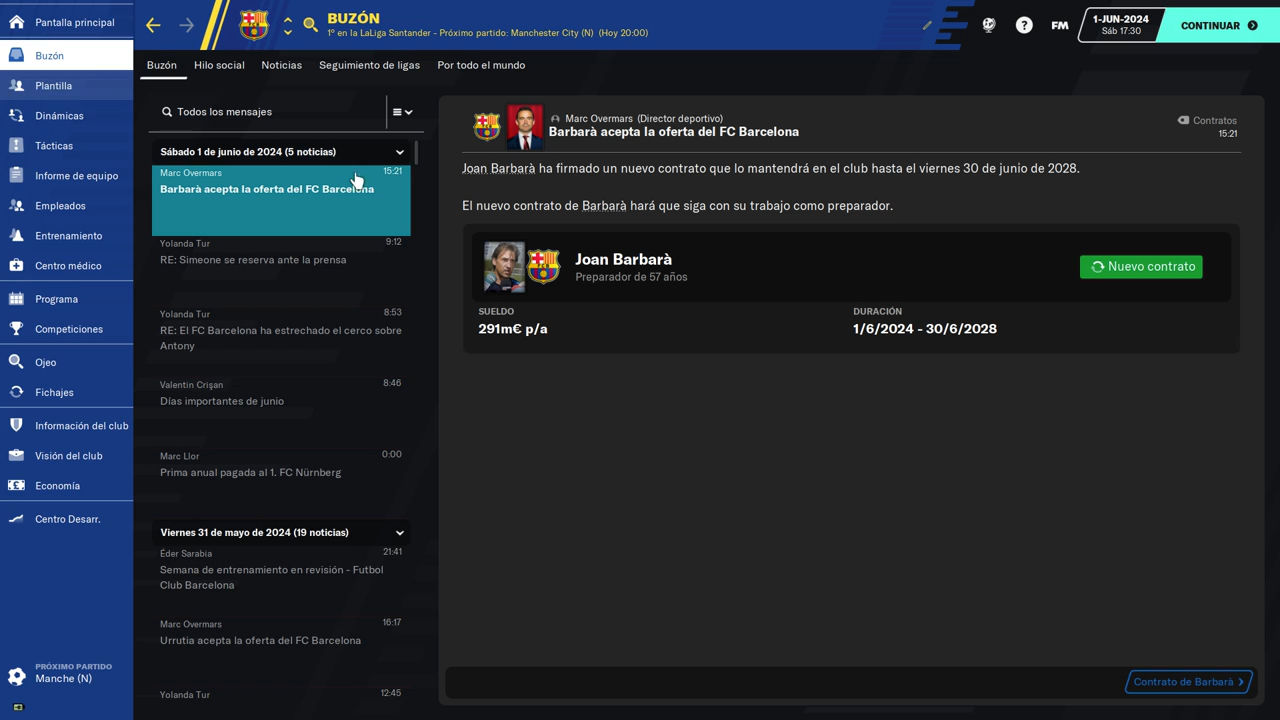 Pantalla principal
Buzón
Plantilla
Dinámicas
Tácticas
Informe de equipo
Empleados
Entrenamiento
Centro médico
Programa
Competiciones
Ojeo
Fichajes
Información del club
Visión del club
Economía
Centro Desarr.
PRÓXIMO PARTIDO
Manche (N)
BUZÓN
1º en la LaLiga Santander - Próximo partido: Manchester City (N) (Hoy 20:00)
FM
1-JUN-2024
Sáb 17:30
CONTINUAR
Buzón Hilo social Noticias Seguimiento de ligas Por todo el mundo
Todos los mensajes
Sábado 1 de junio de 2024 (5 noticias)
Marc Overmars 15:21
Barbarà acepta la oferta del FC Barcelona
Yolanda Tur 9:12
RE: Simeone se reserva ante la prensa
Yolanda Tur 8:53
RE: El FC Barcelona ha estrechado el cerco sobre
Antony
Valentin Crișan 8:46
Días importantes de junio
Marc Llor 0:00
Prima anual pagada al 1. FC Nürnberg
Viernes 31 de mayo de 2024 (19 noticias)
Éder Sarabia 21:41
Semana de entrenamiento en revisión - Futbol
Club Barcelona
Marc Overmars 16:17
Urrutia acepta la oferta del FC Barcelona
Yolanda Tur 12:45
Marc Overmars (Director deportivo)
Barbarà acepta la oferta del FC Barcelona
Contratos
15:21
Joan Barbarà ha firmado un nuevo contrato que lo mantendrá en el club hasta el viernes 30 de junio de 2028.
El nuevo contrato de Barbarà hará que siga con su trabajo como preparador.
Joan Barbarà
Preparador de 57 años
Nuevo contrato
SUELDO DURACIÓN
291m€ p/a 1/6/2024 - 30/6/2028
Contrato de Barbarà